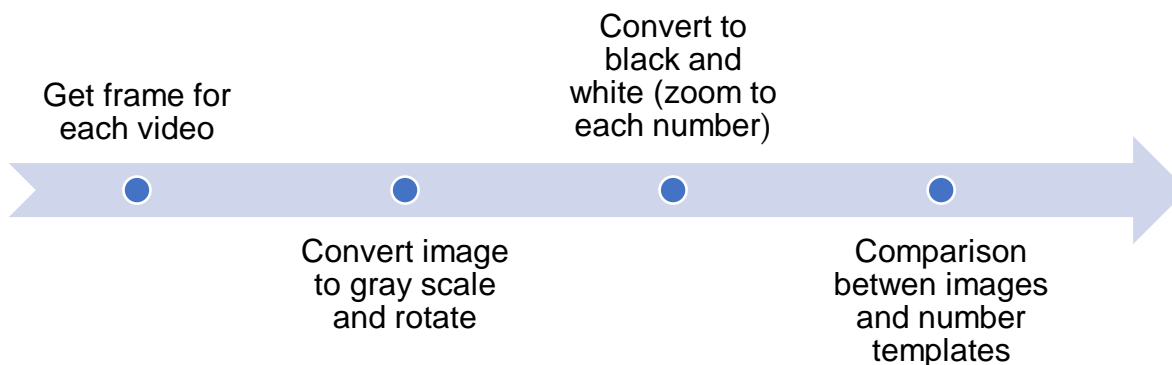 Get frame for
each video
Convert image
to gray scale
and rotate
Convert to
black and
white (zoom to
each number)
Comparison
betwen images
and number
templates